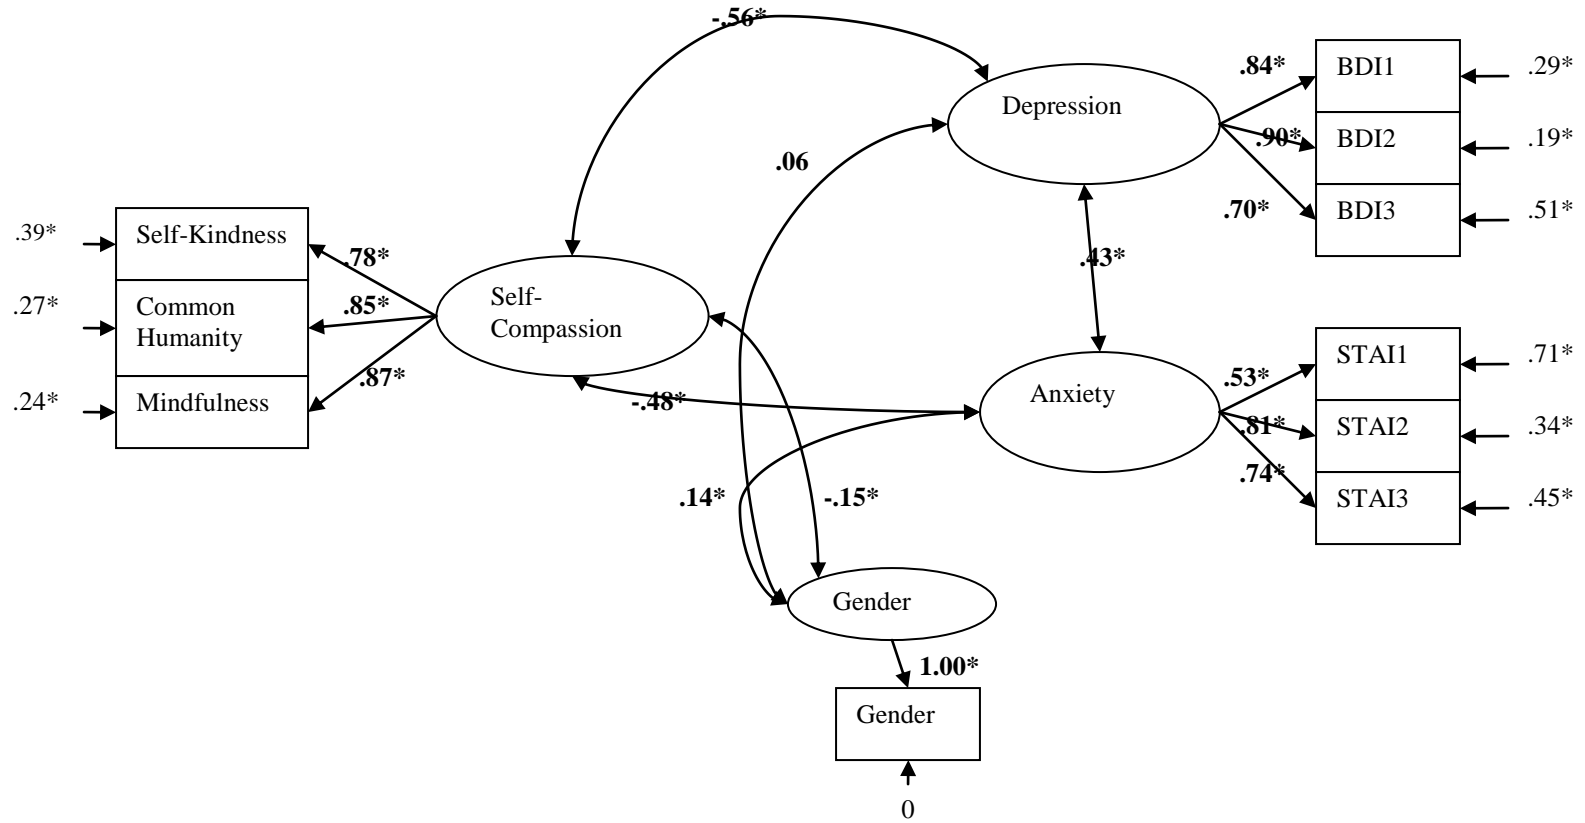 -.56*
.84*
BDI1
.29*
Depression
.90*
BDI2
.19*
.06
.70*
BDI3
.51*
.39*
Self-Kindness
.78*
.43*
.27*
Common
Humanity
.85*
Self-
Compassion
STAI1
.71*
.24*
Mindfulness
.87*
-.48*
Anxiety
.53*
.81*
STAI2
.34*
.74*
.14*
-.15*
STAI3
.45*
Gender
1.00*
Gender
0